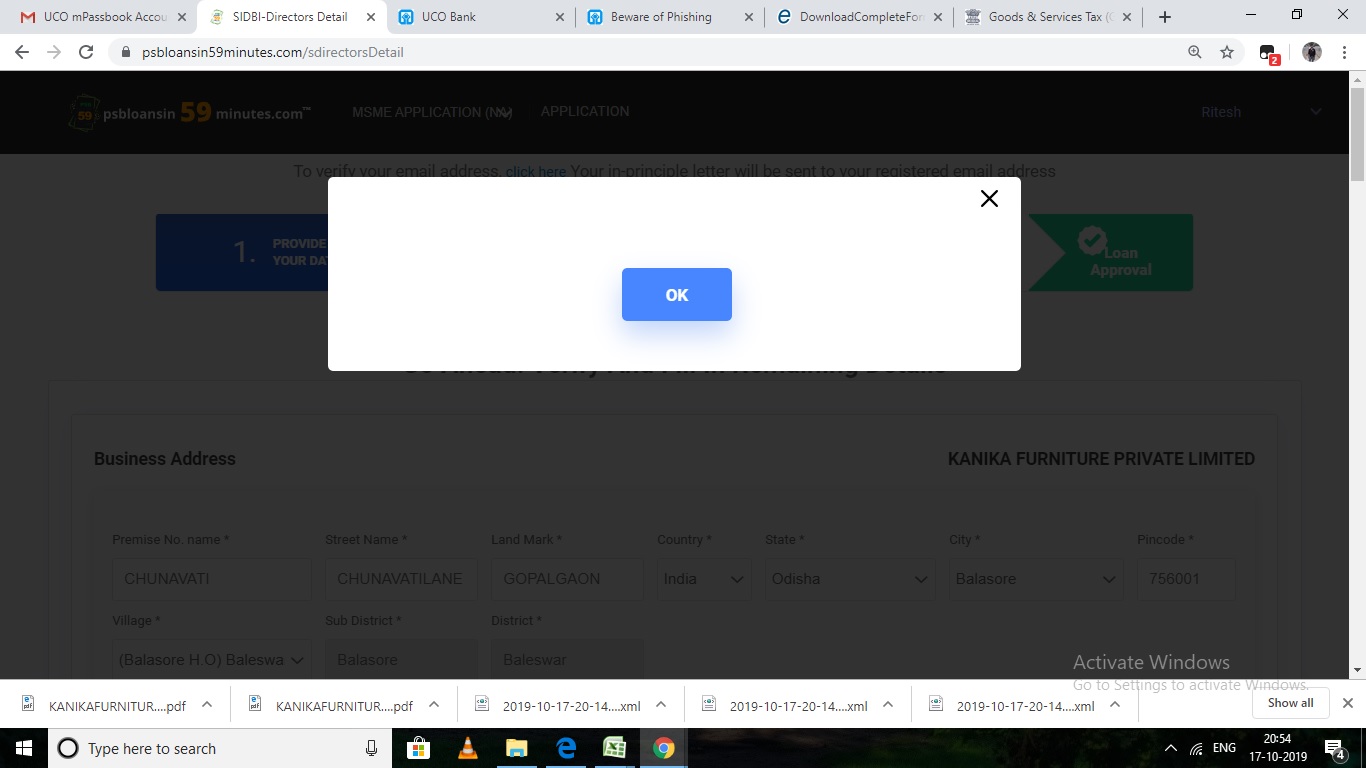 UCO mPassbook Accou
SIDBI-Directors Detail
UCO Bank
Beware of Phishing
DownloadCompleteFor
Goods & Services Tax (
psbloansin59minutes.com/sdirectorsDetail
2
59 psbloansin 59 minutes.com™
MSME APPLICATION
APPLICATION
Ritesh
To verify your email address, click here Your in-principle letter will be sent to your registered email address
1. PROVIDE
YOUR DA
Loan
Approval
OK
Business Address
KANIKA FURNITURE PRIVATE LIMITED
Premise No. name * Street Name * Land Mark * Country * State * City * Pincode *
CHUNAVATI CHUNAVATILANE GOPALGAON India Odisha Balasore 756001
Village * Sub District * District *
(Balasore H.O) Baleswa Balasore Baleswar
Activate Windows
Go to Settings to activate Windows.
KANIKAFURNITUR....pdf
KANIKAFURNITUR....pdf
2019-10-17-20-14....xml
2019-10-17-20-14....xml
2019-10-17-20-14....xml
Show all
Type here to search
ENG
20:54
17-10-2019
4